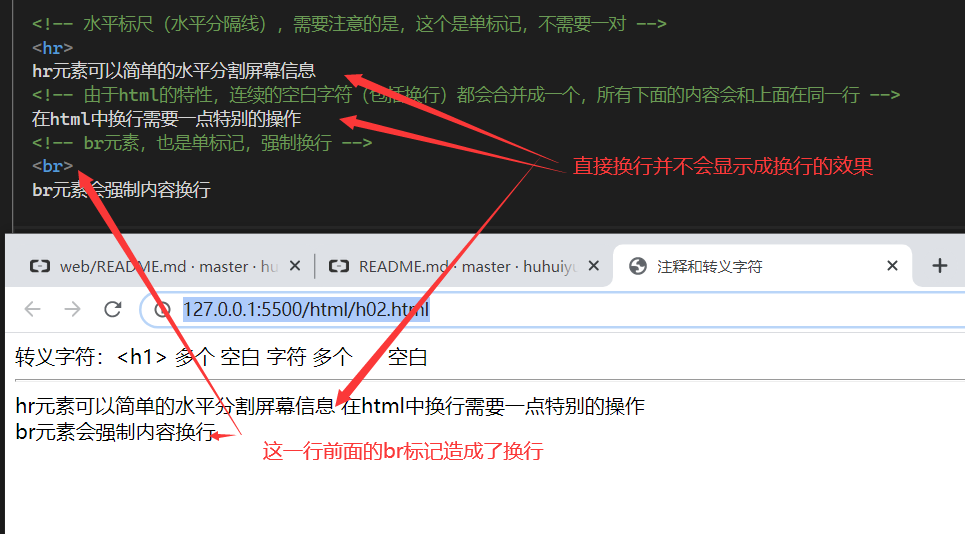 <!-- 水平标尺（水平分隔线），需要注意的是，这个是单标记，不需要一对 -->
<hr>
hr元素可以简单的水平分割屏幕信息
<!-- 由于html的特性，连续的空白字符（包括换行）都会合并成一个，所有下面的内容会和上面在同一行 -->
在html中换行需要一点特别的操作
<!-- br元素，也是单标记，强制换行 -->
直接换行并不会显示成换行的效果
<br>
br元素会强制内容换行
web/README.md · master · hu
README.md · master · huhuiyu
注释和转义字符
127.0.0.1:5500/html/h02.html
转义字符：<h1> 多个 空白 字符 多个　 空白
hr元素可以简单的水平分割屏幕信息 在html中换行需要一点特别的操作
br元素会强制内容换行
这一行前面的br标记造成了换行